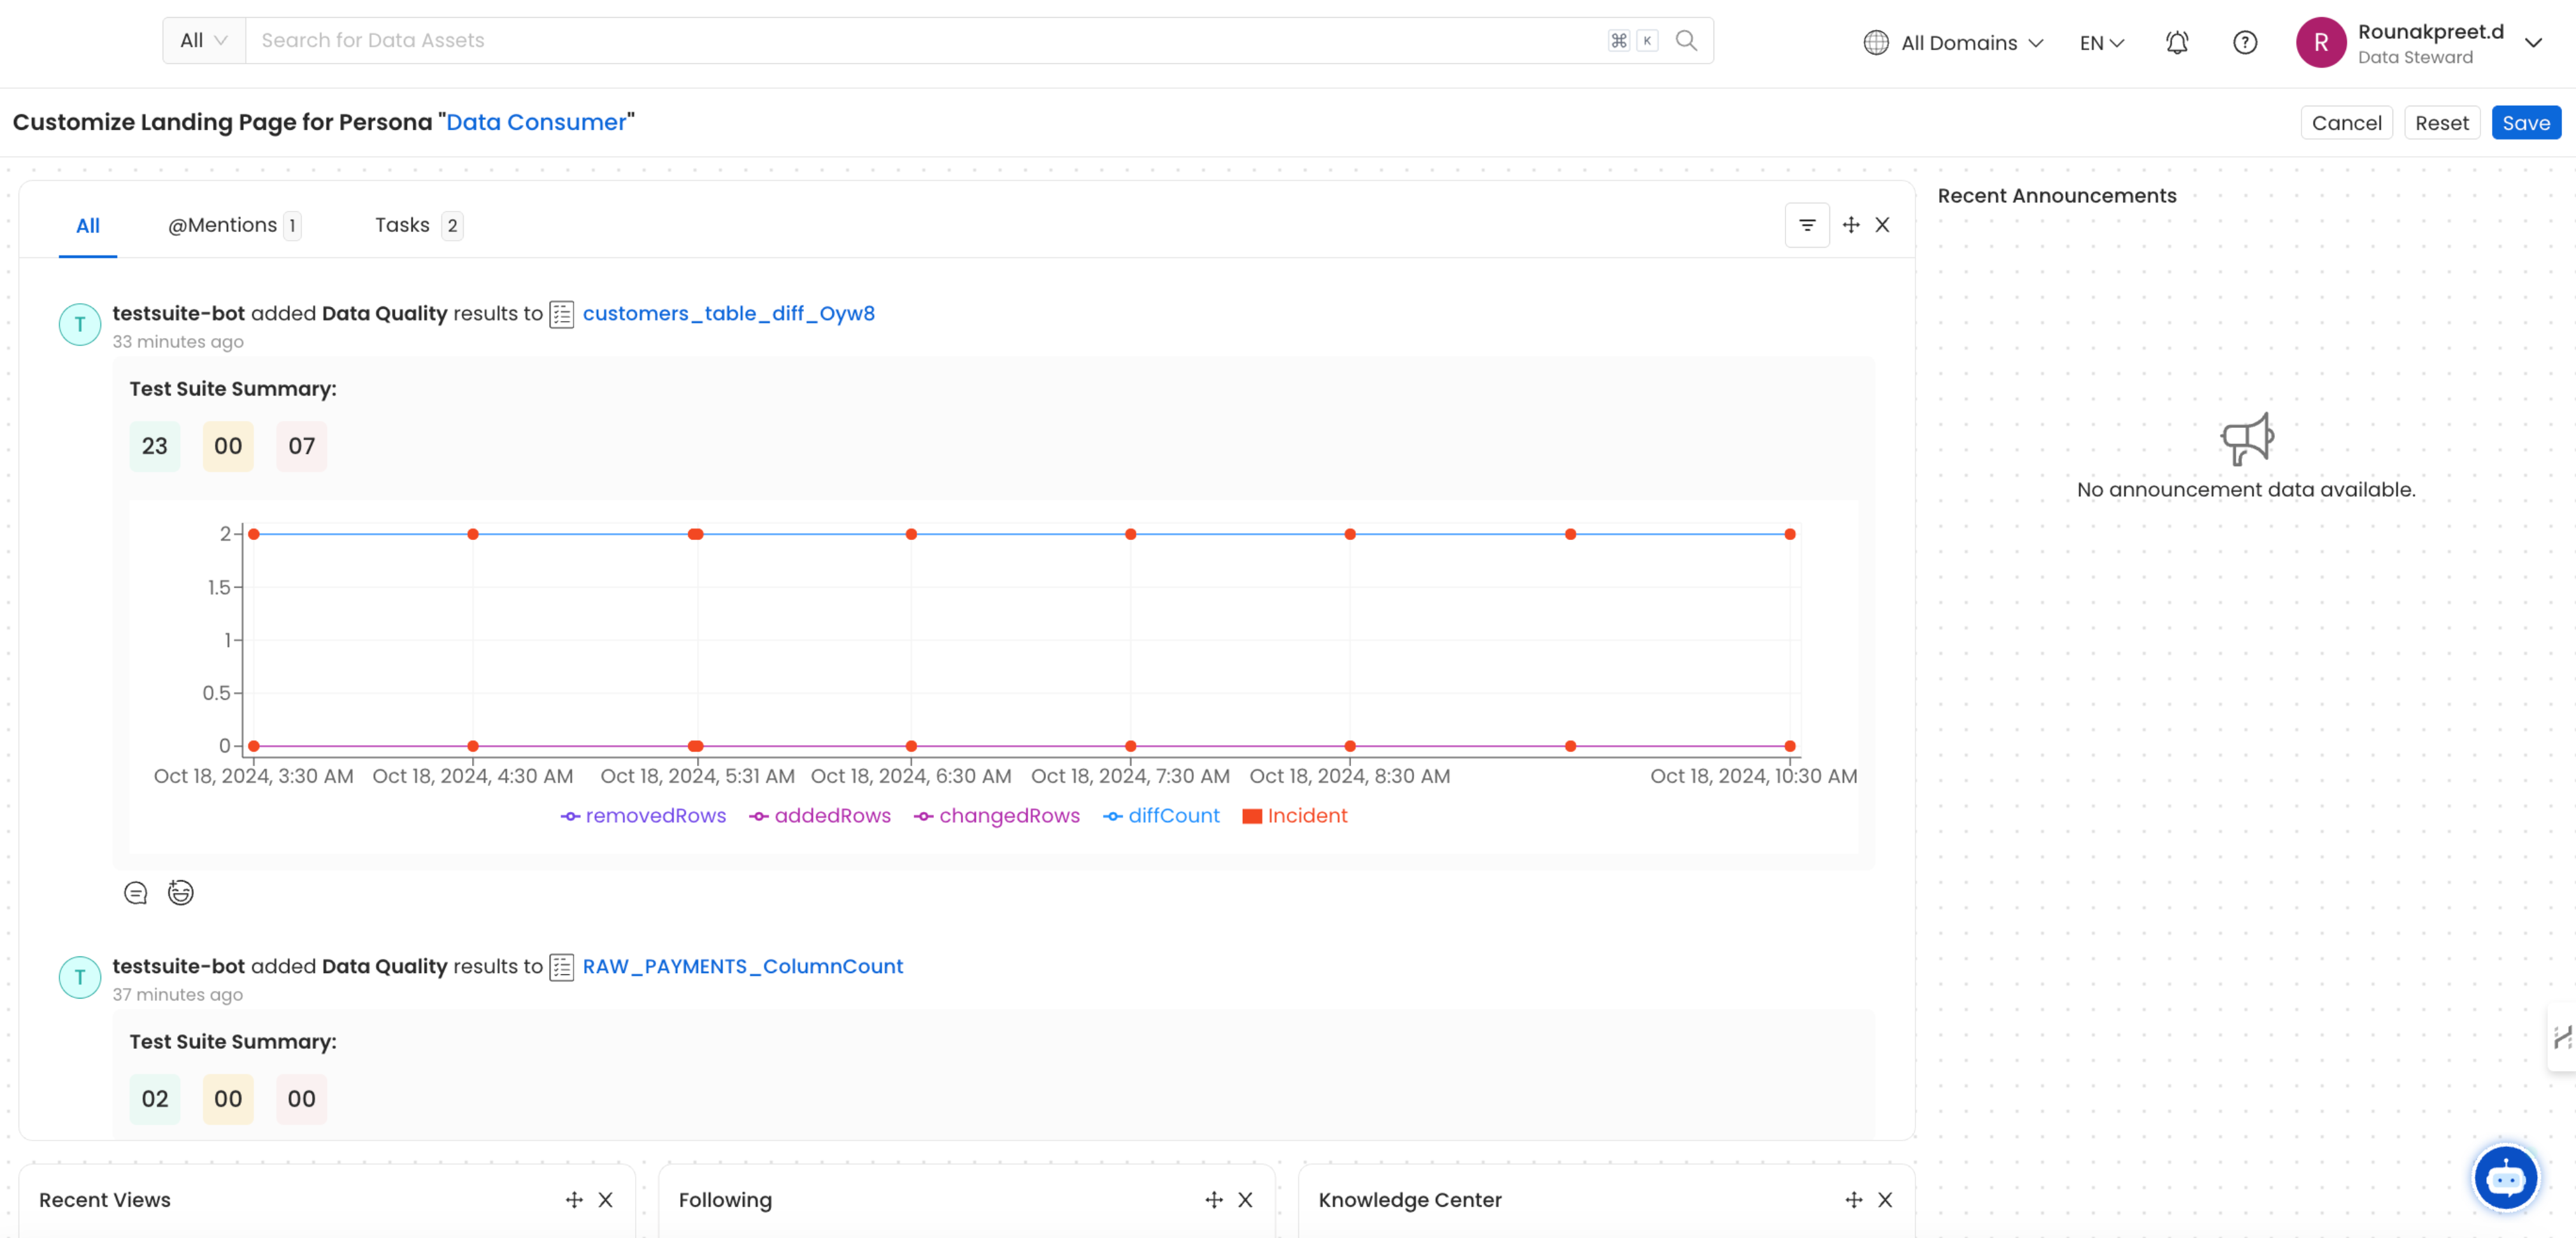 All Search for Data Assets ⌘ K All Domains EN ? R Rounakpreet.d
Data Steward
Customize Landing Page for Persona "Data Consumer" Cancel Reset Save
All @Mentions 1 Tasks 2 Recent Announcements
T testsuite-bot added Data Quality results to customers_table_diff_Oyw8
33 minutes ago
Test Suite Summary:
23 00 07
No announcement data available.
2
1.5
1
0.5
0
Oct 18, 2024, 3:30 AM Oct 18, 2024, 4:30 AM Oct 18, 2024, 5:31 AM Oct 18, 2024, 6:30 AM Oct 18, 2024, 7:30 AM Oct 18, 2024, 8:30 AM Oct 18, 2024, 10:30 AM
removedRows addedRows changedRows diffCount Incident
T testsuite-bot added Data Quality results to RAW_PAYMENTS_ColumnCount
37 minutes ago
Test Suite Summary:
02 00 00
Recent Views Following Knowledge Center